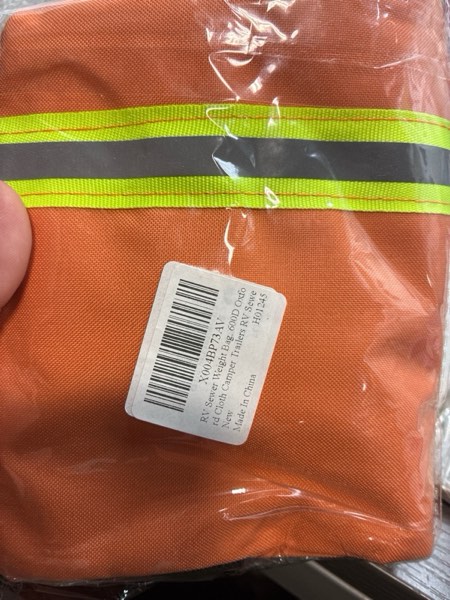 X004BP73AV
RV Sewer Weight Bag, 600D Oxfo
rd Cloth Camper Trailers RV Sewe
New H01245
Made In China